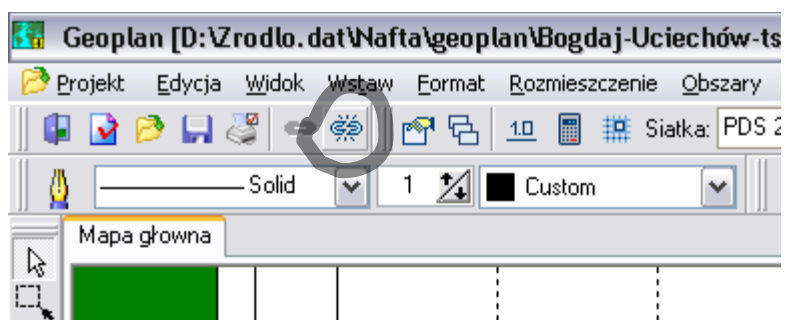 Geoplan [D:\Zrodlo.dat\Nafta\geoplan\Bogdaj-Uciechów-ts
Projekt Edycja Widok Wstaw Format Rozmieszczenie Obszary
1.0 Siatka: PDS 2
Solid 1 Custom
Mapa głowna